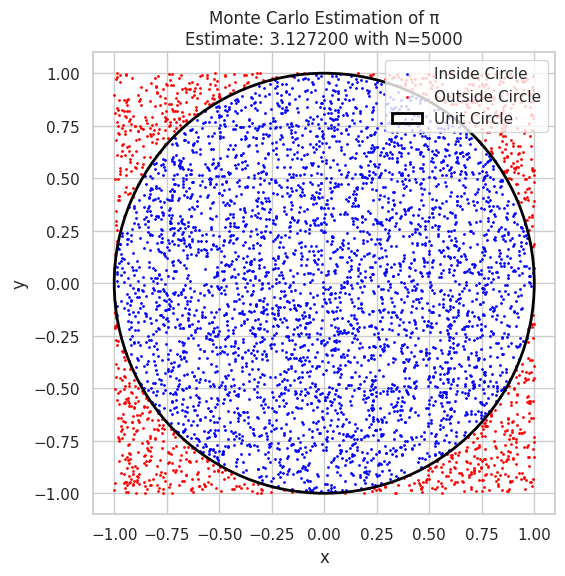 Monte Carlo Estimation of π
Estimate: 3.127200 with N=5000
Inside Circle
Outside Circle
Unit Circle
1.00
0.75
0.50
0.25
0.00
−0.25
−0.50
−0.75
−1.00
y
−1.00 −0.75 −0.50 −0.25 0.00 0.25 0.50 0.75 1.00
x